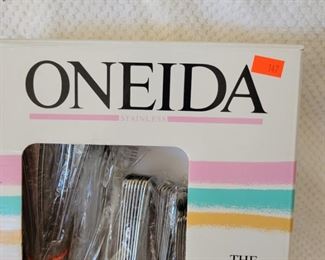 ONEIDA
STAINLESS
147
THE